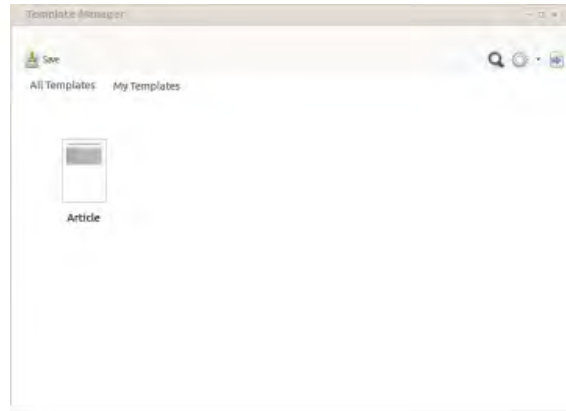 Template Manager
Save
All Templates My Templates
Article